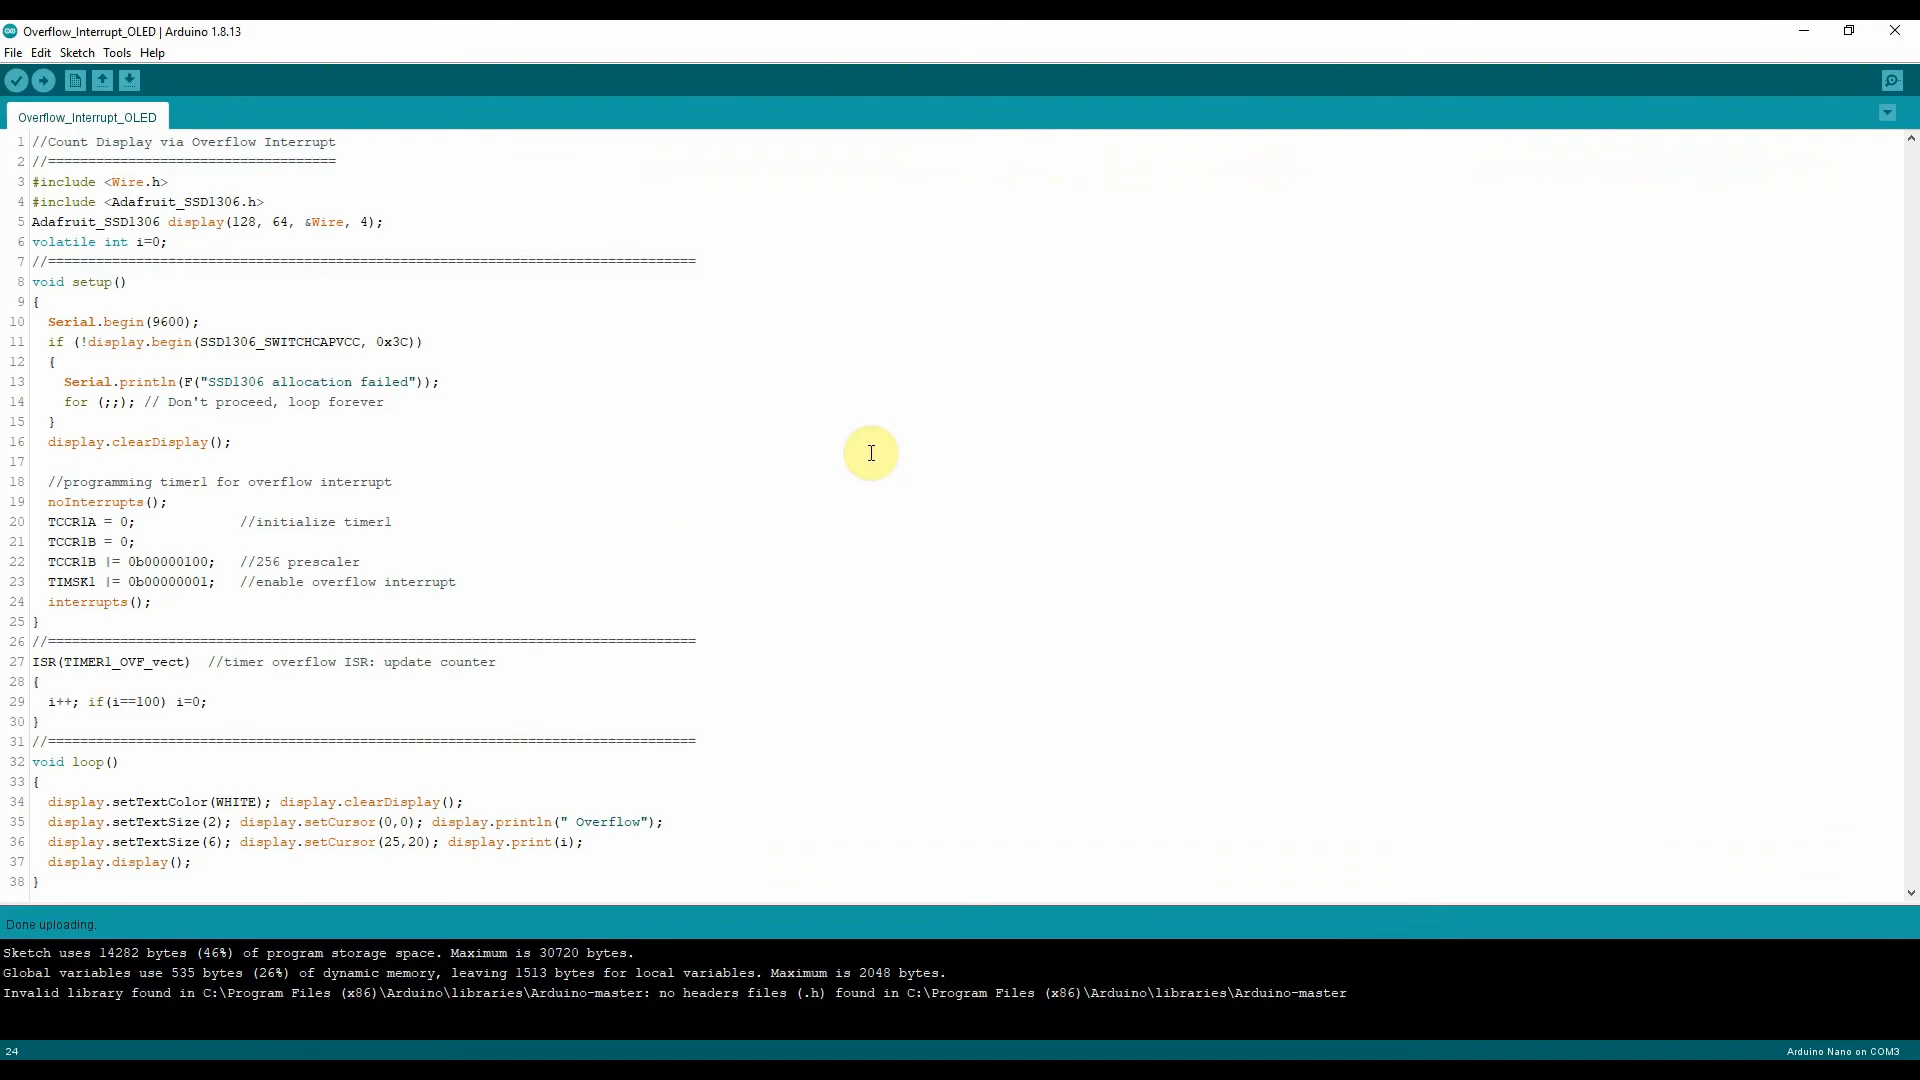 Overflow_Interrupt_OLED | Arduino 1.8.13
File Edit Sketch Tools Help
Overflow_Interrupt_OLED
1 //Count Display via Overflow Interrupt
2 //====================================
3 #include <Wire.h>
4 #include <Adafruit_SSD1306.h>
5 Adafruit_SSD1306 display(128, 64, &Wire, 4);
6 volatile int i=0;
7 //=================================================================================
8 void setup()
9 {
10 Serial.begin(9600);
11 if (!display.begin(SSD1306_SWITCHCAPVCC, 0x3C))
12 {
13 Serial.println(F("SSD1306 allocation failed"));
14 for (;;); // Don't proceed, loop forever
15 }
16 display.clearDisplay();
17
18 //programming timer1 for overflow interrupt
19 noInterrupts();
20 TCCR1A = 0; //initialize timer1
21 TCCR1B = 0;
22 TCCR1B |= 0b00000100; //256 prescaler
23 TIMSK1 |= 0b00000001; //enable overflow interrupt
24 interrupts();
25 }
26 //=================================================================================
27 ISR(TIMER1_OVF_vect) //timer overflow ISR: update counter
28 {
29 i++; if(i==100) i=0;
30 }
31 //=================================================================================
32 void loop()
33 {
34 display.setTextColor(WHITE); display.clearDisplay();
35 display.setTextSize(2); display.setCursor(0,0); display.println(" Overflow");
36 display.setTextSize(6); display.setCursor(25,20); display.print(i);
37 display.display();
38 }
Done uploading.
Sketch uses 14282 bytes (46%) of program storage space. Maximum is 30720 bytes.
Global variables use 535 bytes (26%) of dynamic memory, leaving 1513 bytes for local variables. Maximum is 2048 bytes.
Invalid library found in C:\Program Files (x86)\Arduino\libraries\Arduino-master: no headers files (.h) found in C:\Program Files (x86)\Arduino\libraries\Arduino-master
24 Arduino Nano on COM3